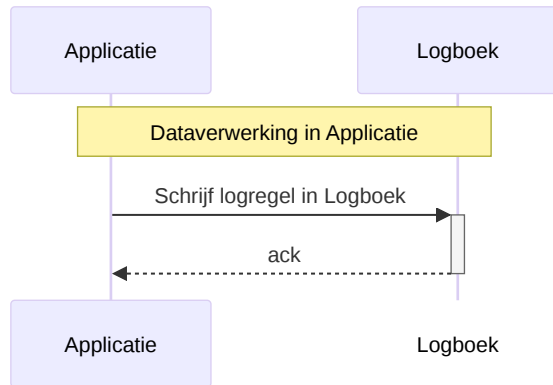 Applicatie
Logboek
Dataverwerking in Applicatie
Schrijf logregel in Logboek
ack
Applicatie
Logboek